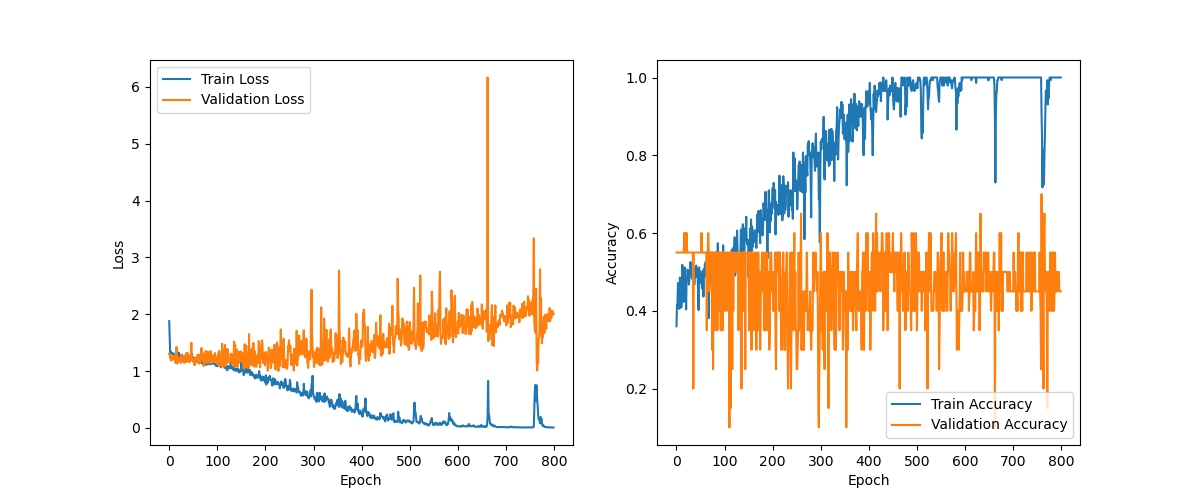 Train Loss
Validation Loss
Loss
6
5
4
3
2
1
0
0 100 200 300 400 500 600 700 800
Epoch
Accuracy
1.0
0.8
0.6
0.4
0.2
Train Accuracy
Validation Accuracy
0 100 200 300 400 500 600 700 800
Epoch